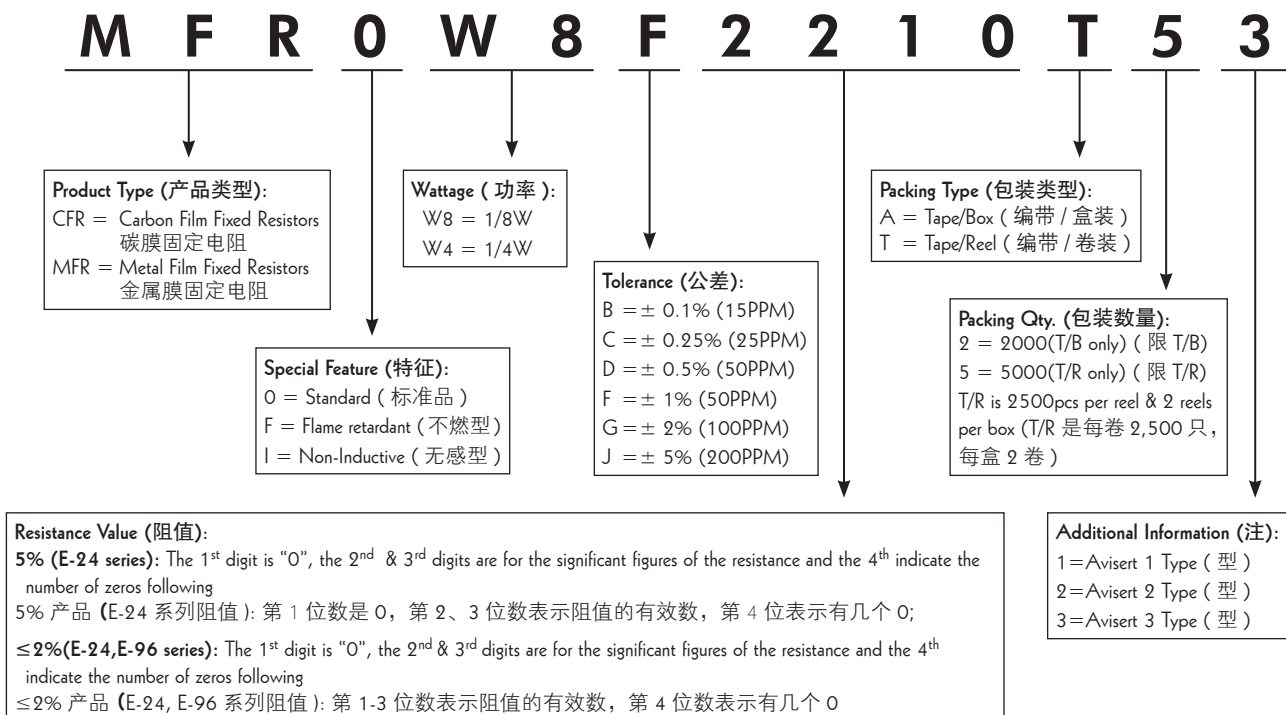 MFR0W8F2210T53
Product Type (产品类型):
CFR = Carbon Film Fixed Resistors
碳膜固定电阻
MFR = Metal Film Fixed Resistors
金属膜固定电阻
Special Feature (特征):
0 = Standard ( 标准品 )
F = Flame retardant ( 不燃型 )
I = Non-Inductive ( 无感型 )
Wattage ( 功率 ):
W8 = 1/8W
W4 = 1/4W
Tolerance (公差):
B =± 0.1% (15PPM)
C =± 0.25% (25PPM)
D =± 0.5% (50PPM)
F =± 1% (50PPM)
G =± 2% (100PPM)
J =± 5% (200PPM)
Packing Type (包装类型):
A = Tape/Box ( 编带 / 盒装 )
T = Tape/Reel ( 编带 / 卷装 )
Packing Qty. (包装数量):
2 = 2000(T/B only) ( 限 T/B)
5 = 5000(T/R only) ( 限 T/R)
T/R is 2500pcs per reel & 2 reels
per box (T/R 是每卷 2,500 只，
每盒 2 卷 )
Resistance Value (阻值):
5% (E-24 series): The 1st digit is “0”, the 2nd & 3rd digits are for the significant figures of the resistance and the 4th indicate the
number of zeros following
5% 产品 (E-24 系列阻值 ): 第 1 位数是 0，第 2、3 位数表示阻值的有效数，第 4 位表示有几个 0;
≤2%(E-24,E-96 series): The 1st digit is “0”, the 2nd & 3rd digits are for the significant figures of the resistance and the 4th
indicate the number of zeros following
≤2% 产品 (E-24, E-96 系列阻值 ): 第 1-3 位数表示阻值的有效数，第 4 位数表示有几个 0
Additional Information (注):
1=Avisert 1 Type ( 型 )
2=Avisert 2 Type ( 型 )
3=Avisert 3 Type ( 型 )